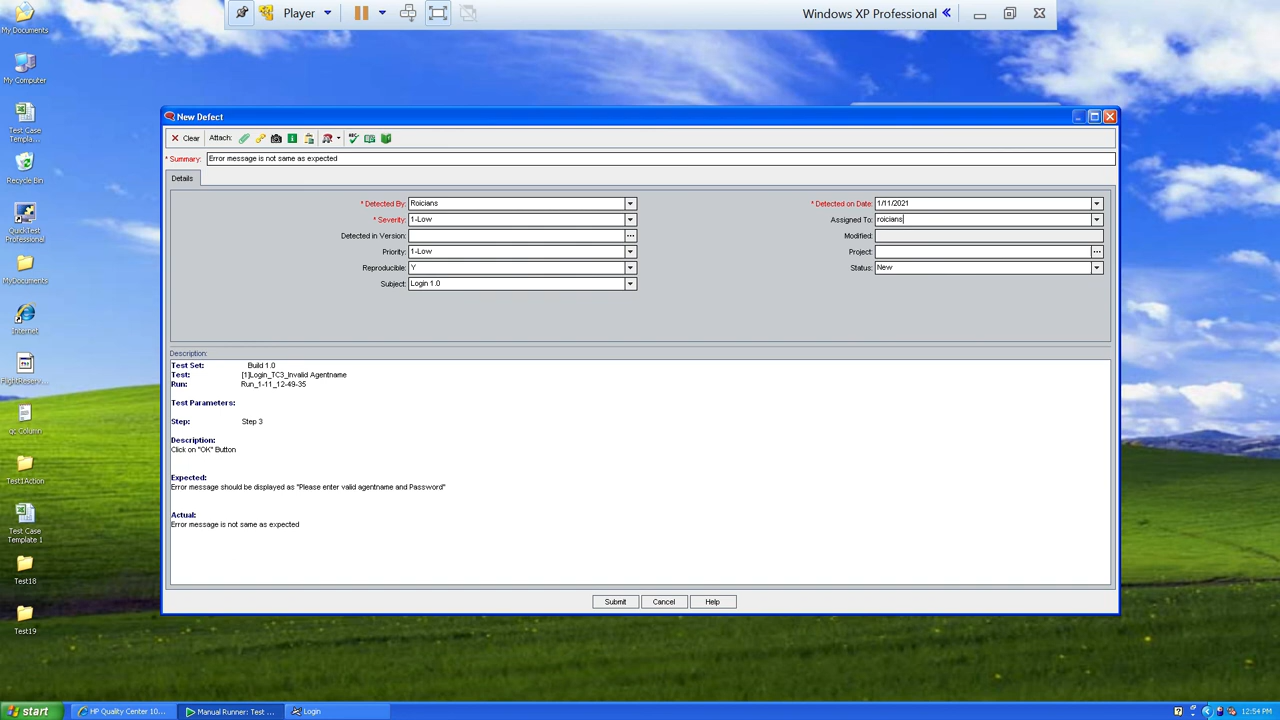 Player
Windows XP Professional
My Documents
My Computer
Test Case
Templa...
Recycle Bin
QuickTest
Professional
MyDocuments
Internet
FlightReserv...
qc Column
Test1Action
Test Case
Template 1
Test18
Test19
New Defect
Clear
Attach:
* Summary: Error message is not same as expected
Details
* Detected By: Roicians
* Detected on Date: 1/11/2021
* Severity: 1-Low
Assigned To: roicians
Detected in Version:
Modified:
Priority: 1-Low
Project:
Reproducible: Y
Status: New
Subject: Login 1.0
Description:
Test Set: Build 1.0
Test: [1]Login_TC3_Invalid Agentname
Run: Run_1-11_12-49-35
Test Parameters:
Step: Step 3
Description:
Click on "OK" Button
Expected:
Error message should be displayed as "Please enter valid agentname and Password"
Actual:
Error message is not same as expected
Submit Cancel Help
start
HP Quality Center 10...
Manual Runner: Test ...
Login
12:54 PM